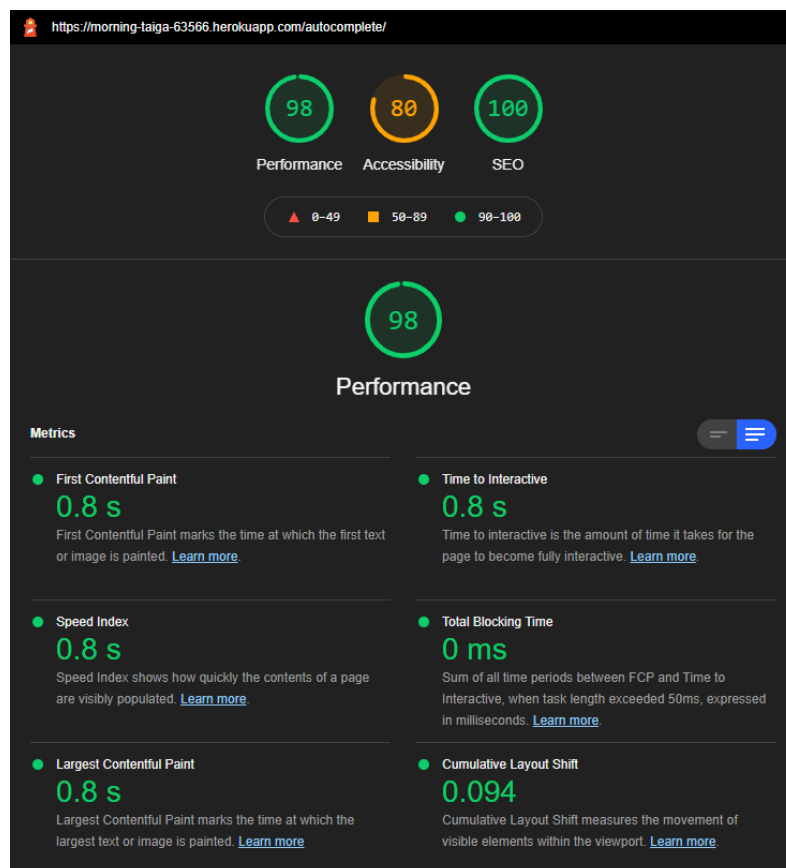 https://morning-taiga-63566.herokuapp.com/autocomplete/
98
80
100
Performance
Accessibility
SEO
0–49
50–89
90–100
98
Performance
Metrics
First Contentful Paint
0.8 s
First Contentful Paint marks the time at which the first text
or image is painted. Learn more.
Time to Interactive
0.8 s
Time to interactive is the amount of time it takes for the
page to become fully interactive. Learn more.
Speed Index
0.8 s
Speed Index shows how quickly the contents of a page
are visibly populated. Learn more.
Total Blocking Time
0 ms
Sum of all time periods between FCP and Time to
Interactive, when task length exceeded 50ms, expressed
in milliseconds. Learn more.
Largest Contentful Paint
0.8 s
Largest Contentful Paint marks the time at which the
largest text or image is painted. Learn more
Cumulative Layout Shift
0.094
Cumulative Layout Shift measures the movement of
visible elements within the viewport. Learn more.